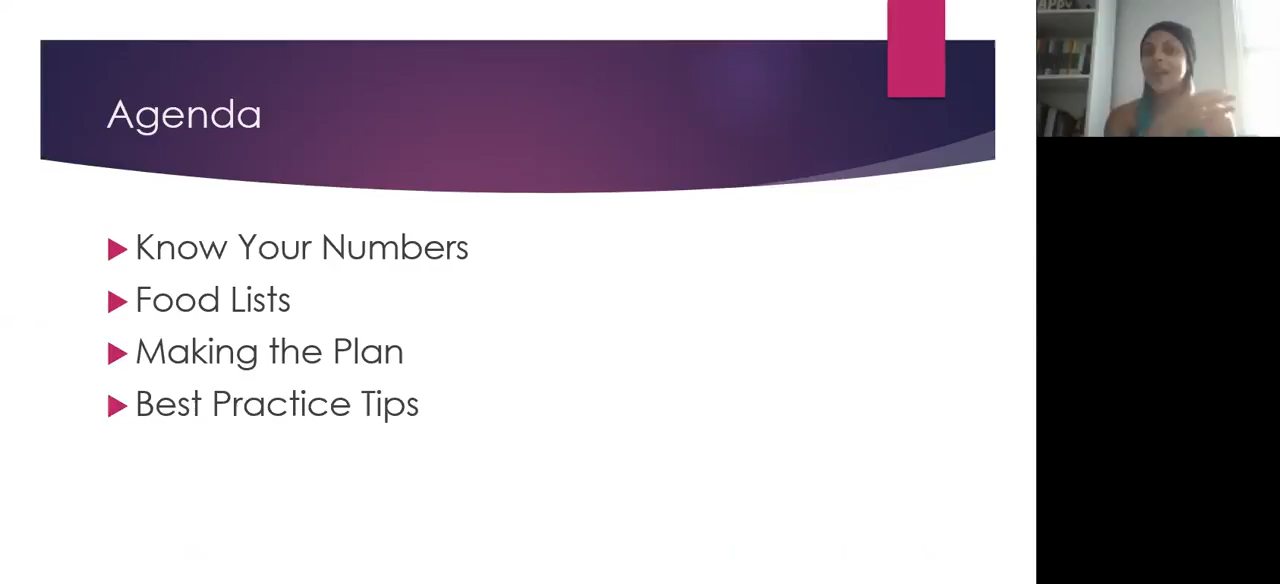 Agenda
Know Your Numbers
Food Lists
Making the Plan
Best Practice Tips